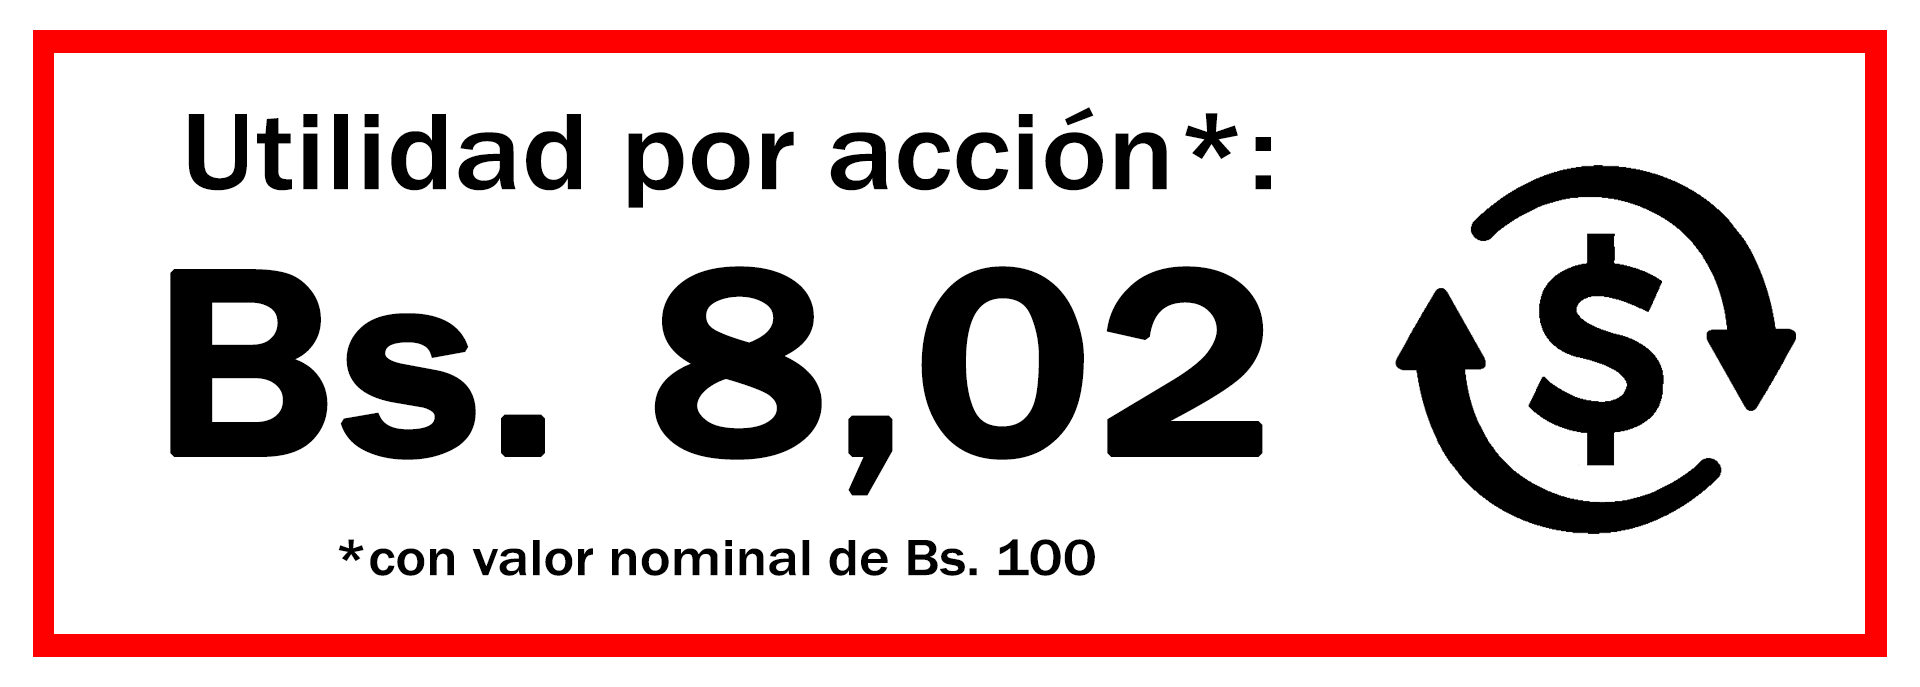 Utilidad por acción*:
Bs. 8,02
*con valor nominal de Bs. 100
$